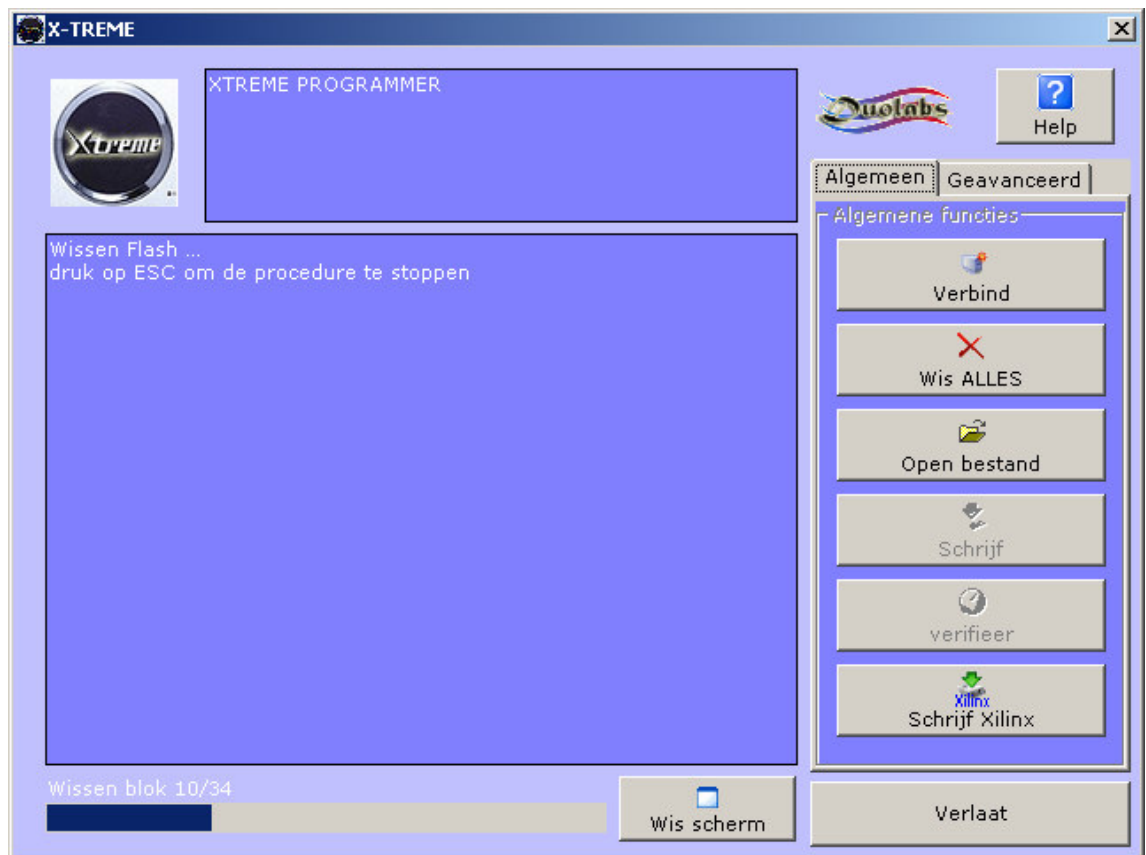 X-TREME
Xtreme
XTREME PROGRAMMER
Duolabs
Help
Algemeen
Geavanceerd
Algemene functies
Wissen Flash ...
druk op ESC om de procedure te stoppen
Verbind
Wis ALLES
Open bestand
Schrijf
verifieer
Xilinx
Schrijf Xilinx
Wissen blok 10/34
Wis scherm
Verlaat